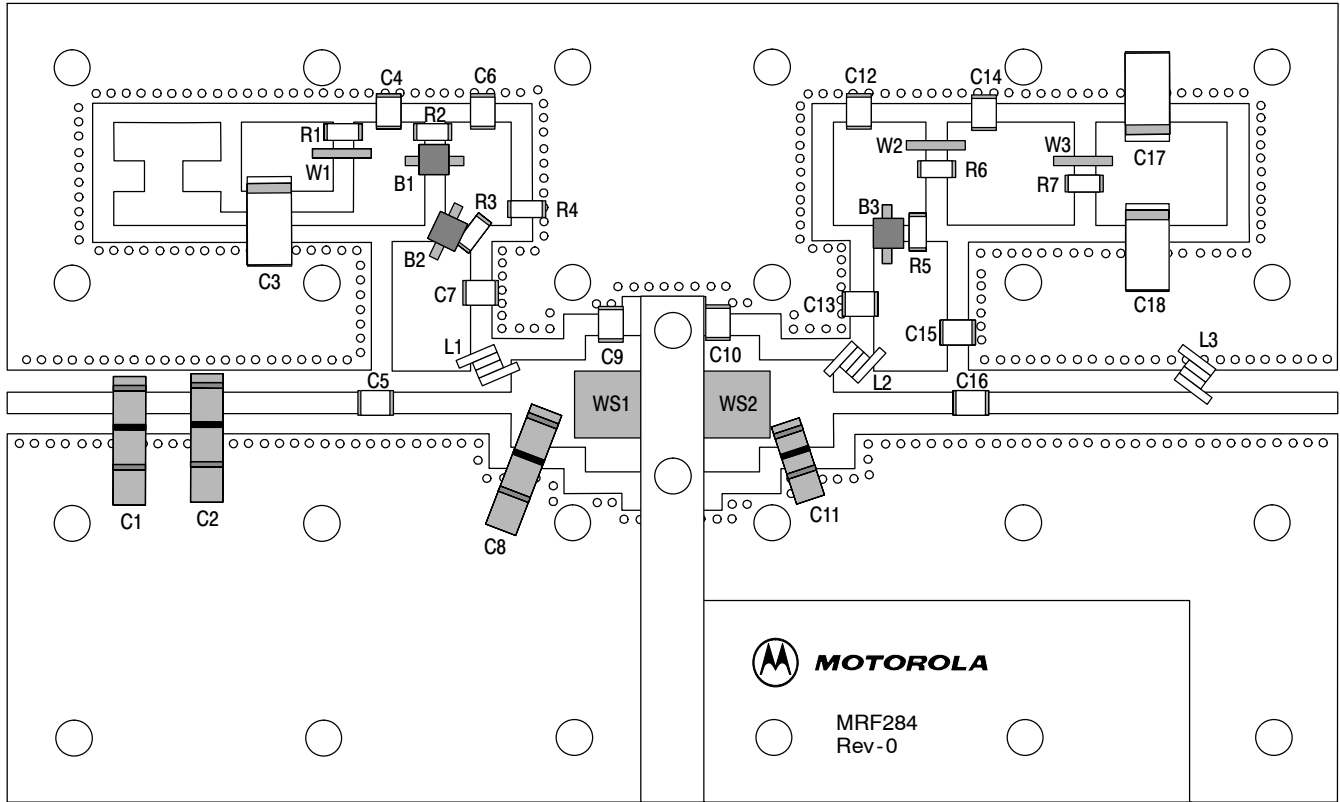 C4 C6 C12 C14
R1 R2 W2 W3 C17
W1 R6
B1 R7
R3 R4 B3
B2 R5
C3 C7 C13 C18
C15
L1 C9 C10 L2 L3
C5 C16
WS1 WS2
C1 C2 C8 C11
MOTOROLA
MRF284
Rev-0